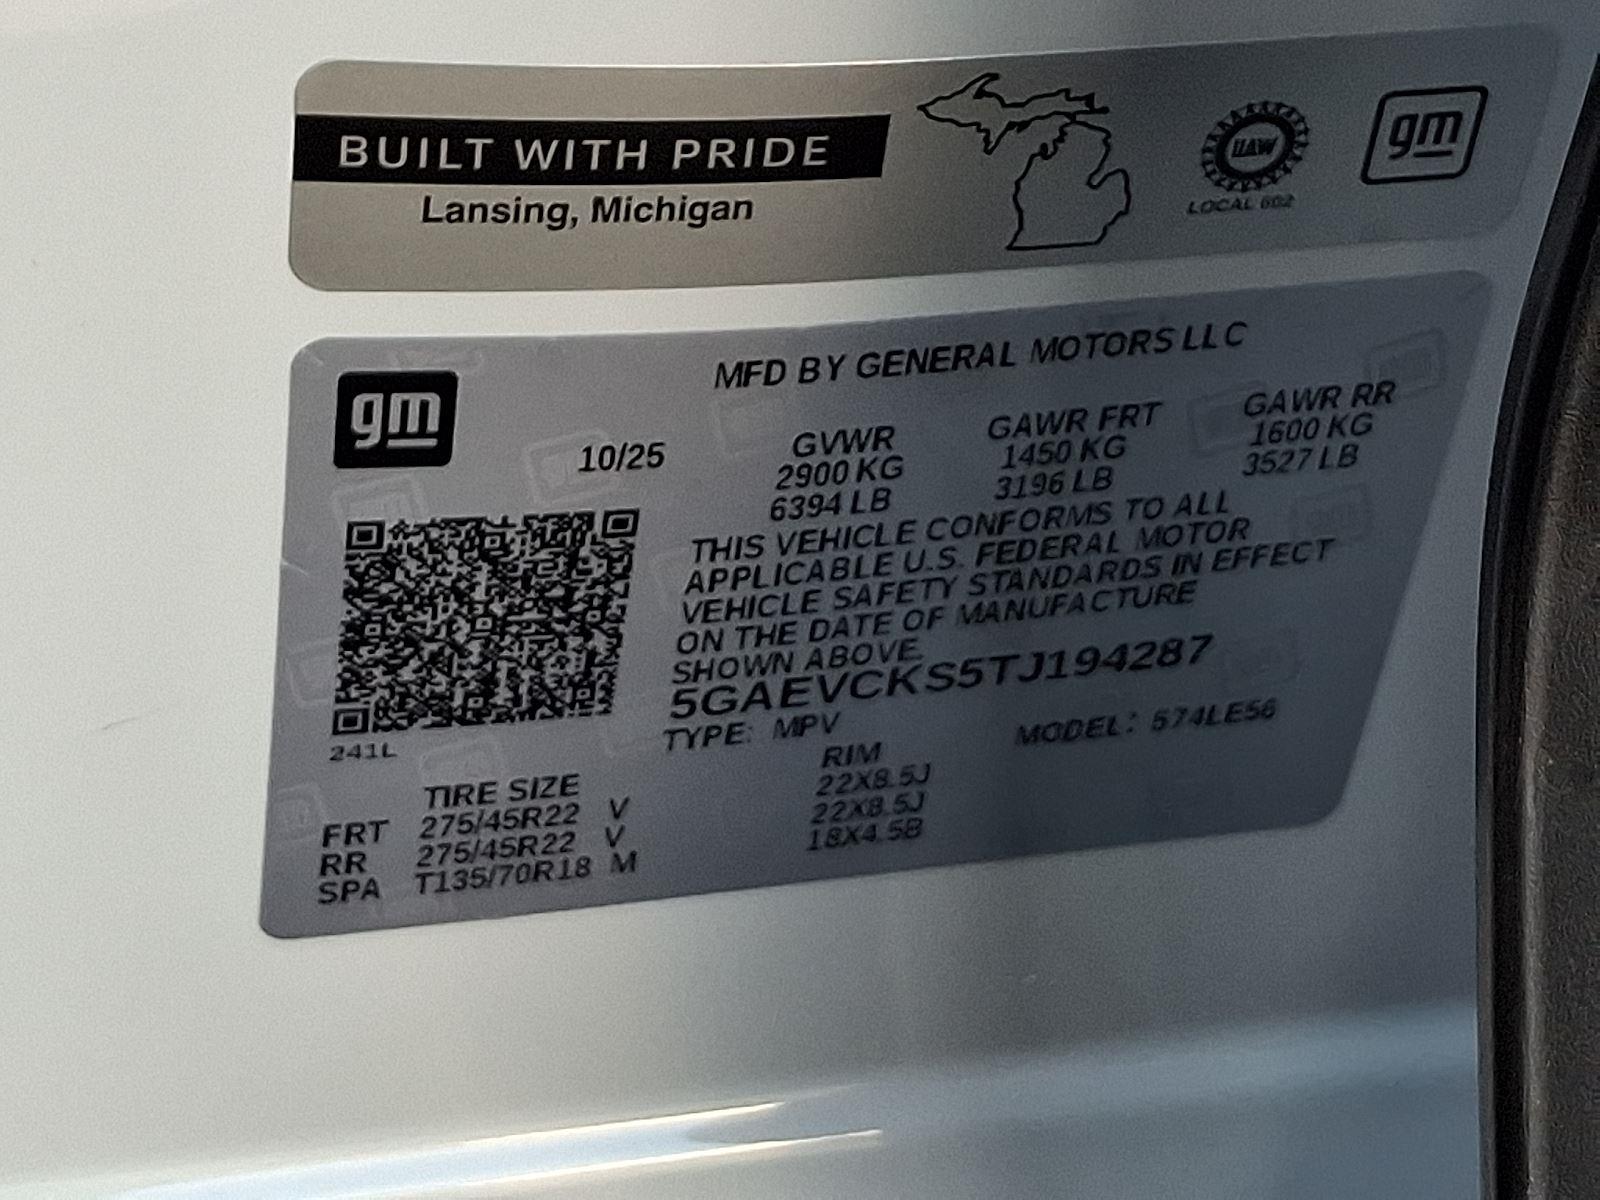 BUILT WITH PRIDE
Lansing, Michigan
UAW
LOCAL 602
gm
MFD BY GENERAL MOTORS LLC
gm
10/25
GVWR GAWR FRT GAWR RR
2900 KG 1450 KG 1600 KG
6394 LB 3196 LB 3527 LB
THIS VEHICLE CONFORMS TO ALL
APPLICABLE U.S. FEDERAL MOTOR
VEHICLE SAFETY STANDARDS IN EFFECT
ON THE DATE OF MANUFACTURE
SHOWN ABOVE.
5GAEVCKS5TJ194287
TYPE: MPV MODEL: 574LE56
241L
TIRE SIZE RIM
FRT 275/45R22 V 22X8.5J
RR 275/45R22 V 22X8.5J
SPA T135/70R18 M 18X4.5B